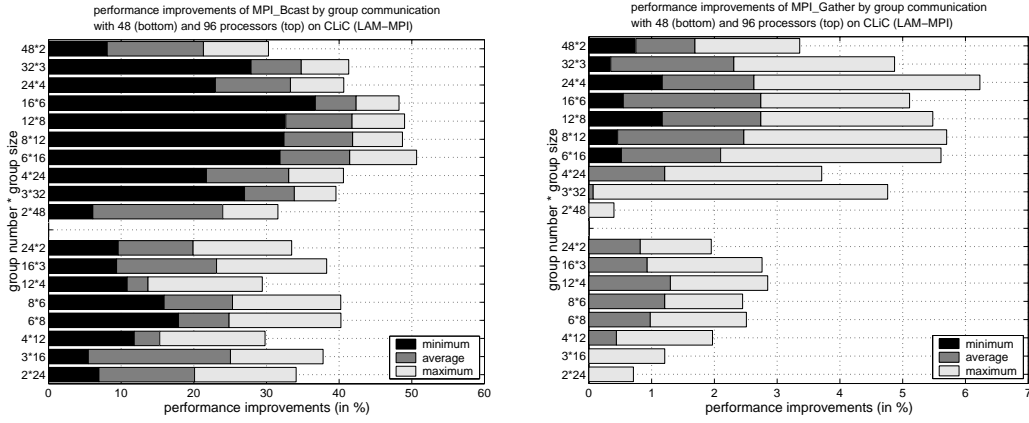 performance improvements of MPI_Bcast by group communication
with 48 (bottom) and 96 processors (top) on CLiC (LAM−MPI)
group number * group size
48*2
32*3
24*4
16*6
12*8
8*12
6*16
4*24
3*32
2*48
24*2
16*3
12*4
8*6
6*8
4*12
3*16
2*24
minimum
average
maximum
0 10 20 30 40 50 60
performance improvements (in %)
performance improvements of MPI_Gather by group communication
with 48 (bottom) and 96 processors (top) on CLiC (LAM−MPI)
group number * group size
48*2
32*3
24*4
16*6
12*8
8*12
6*16
4*24
3*32
2*48
24*2
16*3
12*4
8*6
6*8
4*12
3*16
2*24
minimum
average
maximum
0 1 2 3 4 5 6 7
performance improvements (in %)